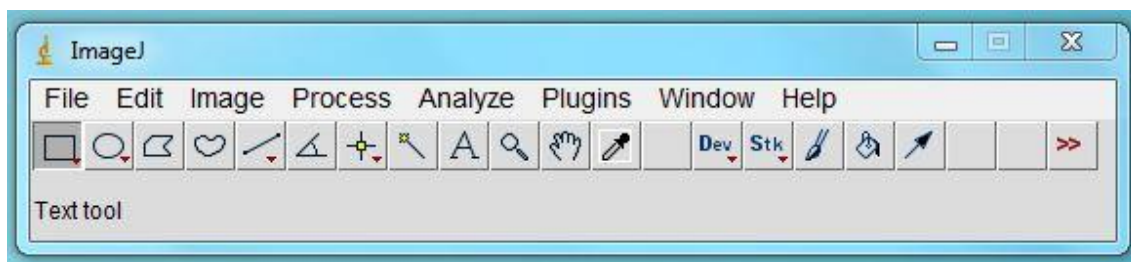 ImageJ
File Edit Image Process Analyze Plugins Window Help
A Dev Stk >>
Text tool